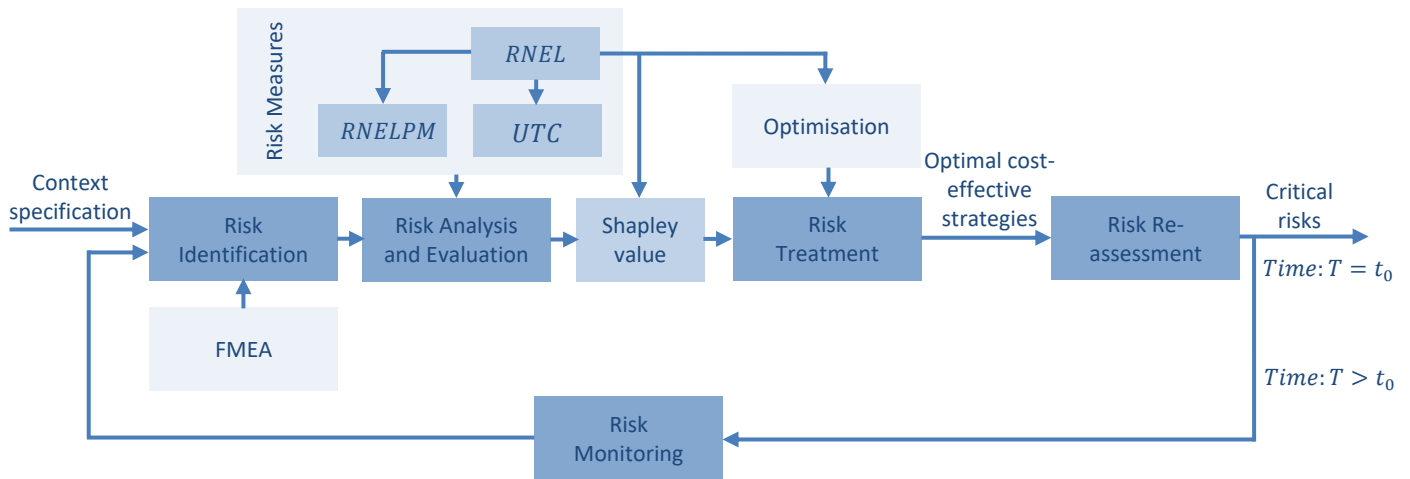 Risk Measures
RNEL
RNELPM
UTC
Optimisation
Context
specification
Risk
Identification
Risk Analysis
and Evaluation
Shapley
value
Risk
Treatment
Optimal cost-
effective
strategies
Risk Re-
assessment
Critical
risks
Time: T = t₀
FMEA
Time: T > t₀
Risk
Monitoring